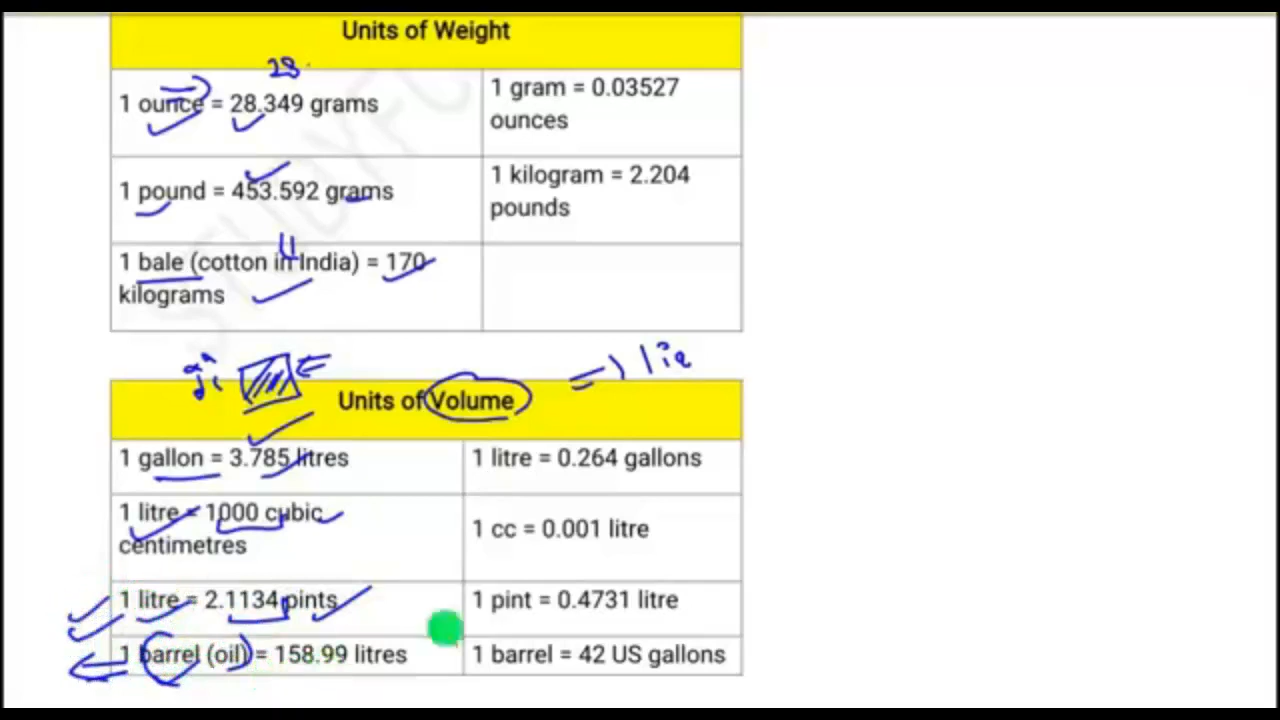 Units of Weight
28.
1 ounce = 28.349 grams
1 gram = 0.03527
ounces
1 pound = 453.592 grams
1 kilogram = 2.204
pounds
1 bale (cotton in India) = 170
kilograms
Units of Volume
1 gallon = 3.785 litres
1 litre = 0.264 gallons
1 litre = 1000 cubic
centimetres
1 cc = 0.001 litre
1 litre = 2.1134 pints
1 pint = 0.4731 litre
1 barrel (oil) = 158.99 litres
1 barrel = 42 US gallons